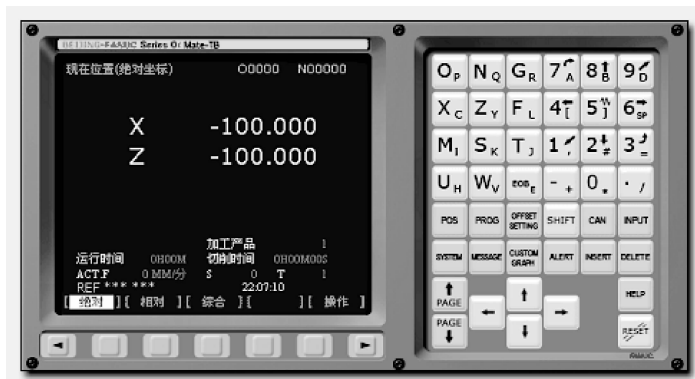 BEIJING-FANUC Series Oi Mate-TB
现在位置(绝对坐标) O0000 N00000
X -100.000
Z -100.000
加工产品 1
运行时间 0H00M 切削时间 0H00M00S
ACT.F 0 MM/分 S 0 T 1
REF *** *** 22:07:10
[ 绝对 ][ 相对 ][ 综合 ][ ][ 操作 ]
OP NQ GR 7A 8B 9D
XC ZY FL 4[ 5] 6SP
MI SK TJ 1, 2# 3=
UH WV EOBE -+ 0. ./
POS PROG OFFSET SETTING SHIFT CAN INPUT
SYSTEM MESSAGE CUSTOM GRAPH ALERT INSERT DELETE
PAGE HELP
PAGE RESET
FANUC